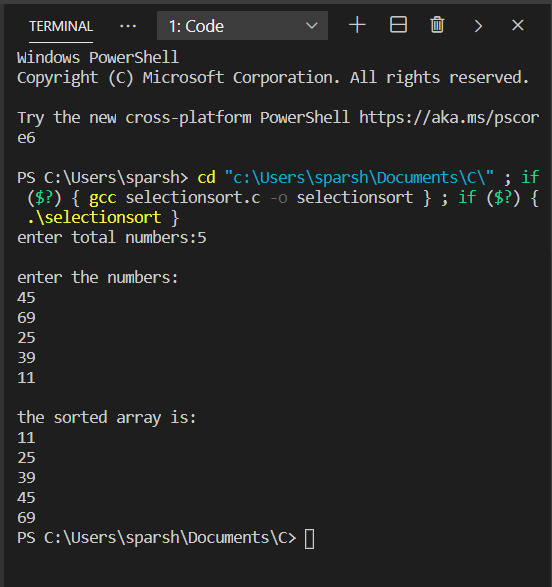 TERMINAL ... 1: Code
Windows PowerShell
Copyright (C) Microsoft Corporation. All rights reserved.
Try the new cross-platform PowerShell https://aka.ms/pscor
e6
PS C:\Users\sparsh> cd "c:\Users\sparsh\Documents\C\" ; if
($?) { gcc selectionsort.c -o selectionsort } ; if ($?) {
.\selectionsort }
enter total numbers:5
enter the numbers:
45
69
25
39
11
the sorted array is:
11
25
39
45
69
PS C:\Users\sparsh\Documents\C>